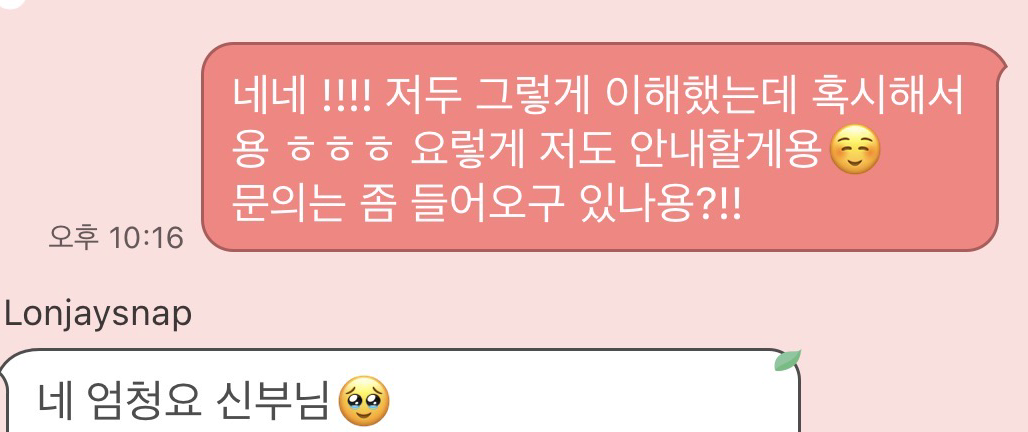 네네 !!!! 저두 그렇게 이해했는데 혹시해서
용 ㅎㅎㅎ 요렇게 저도 안내할게용☺️
문의는 좀 들어오구 있나용?!!
오후 10:16
Lonjaysnap
네 엄청요 신부님🥹